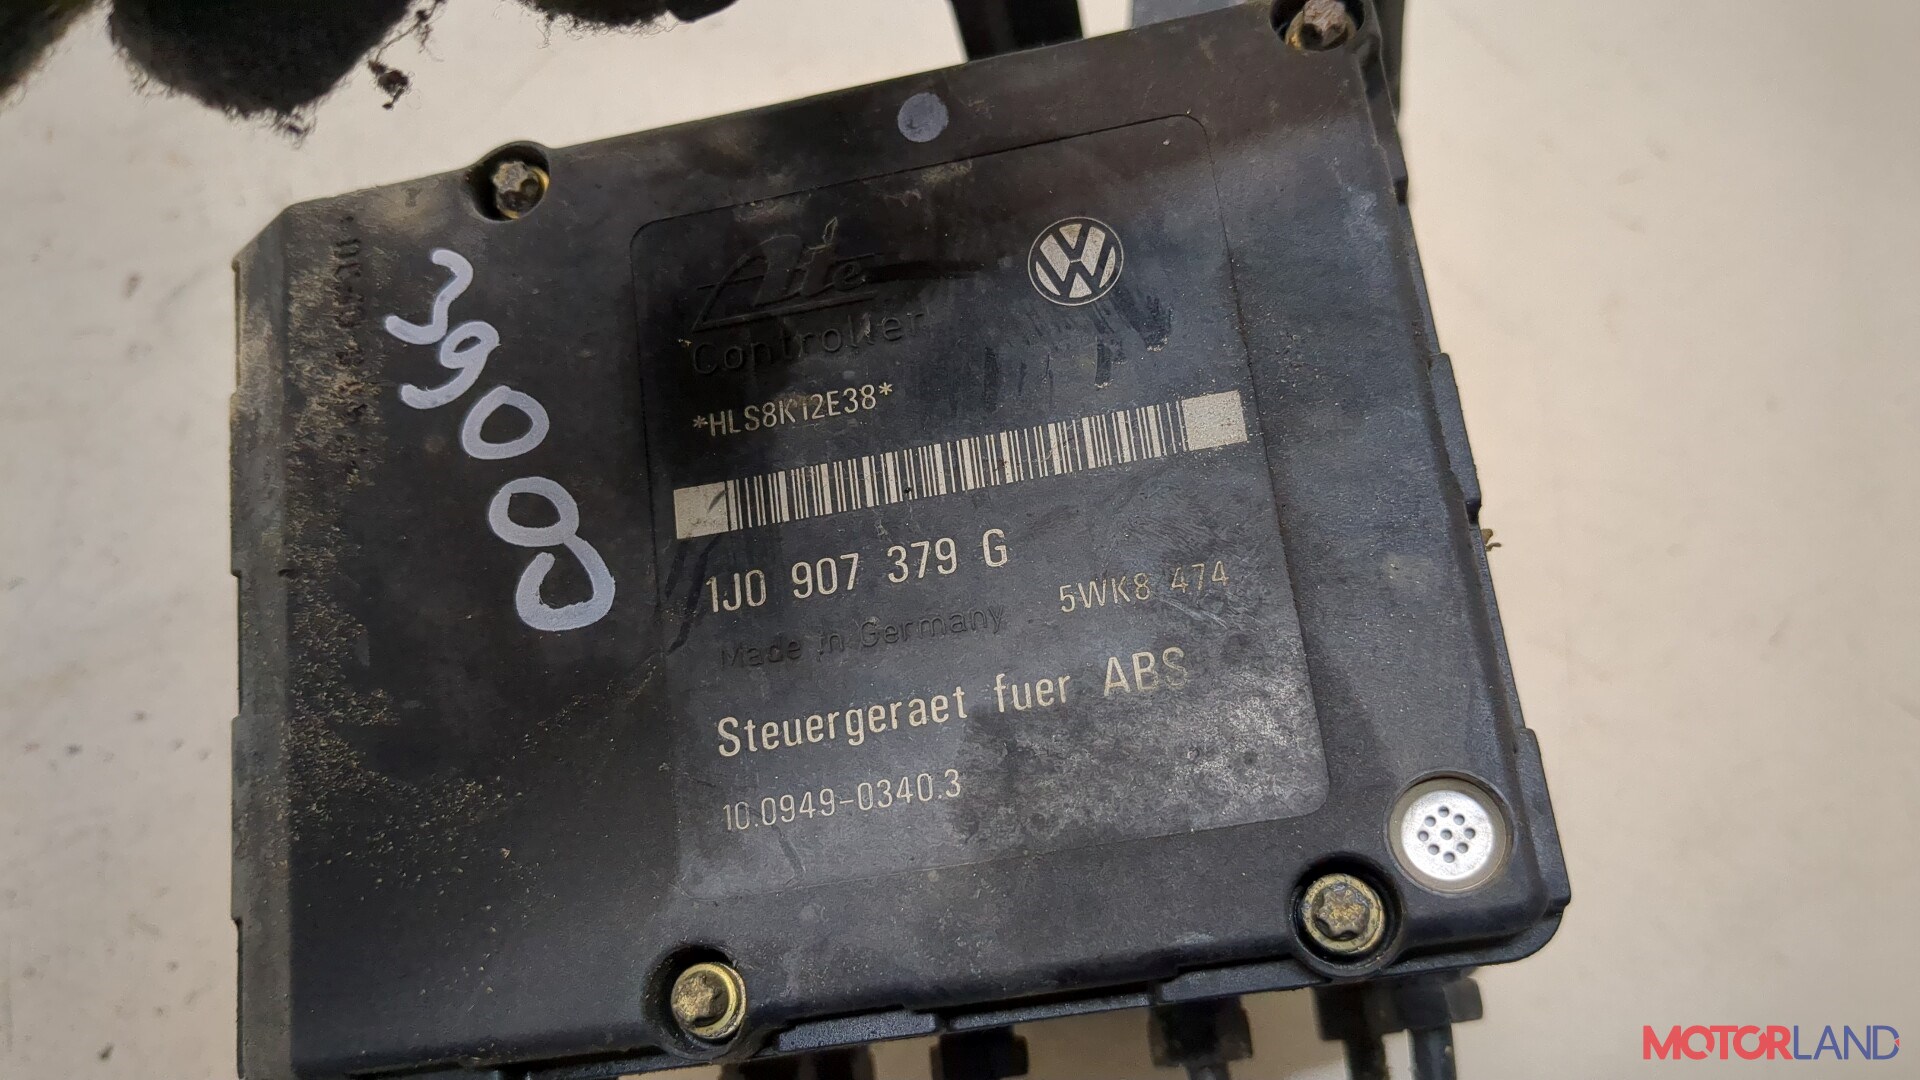 Ate
Controller
*HLS8K12E38*
1J0 907 379 G
Made in Germany
5WK8 474
Steuergeraet fuer ABS
10.0949-0340.3
MOTORLAND